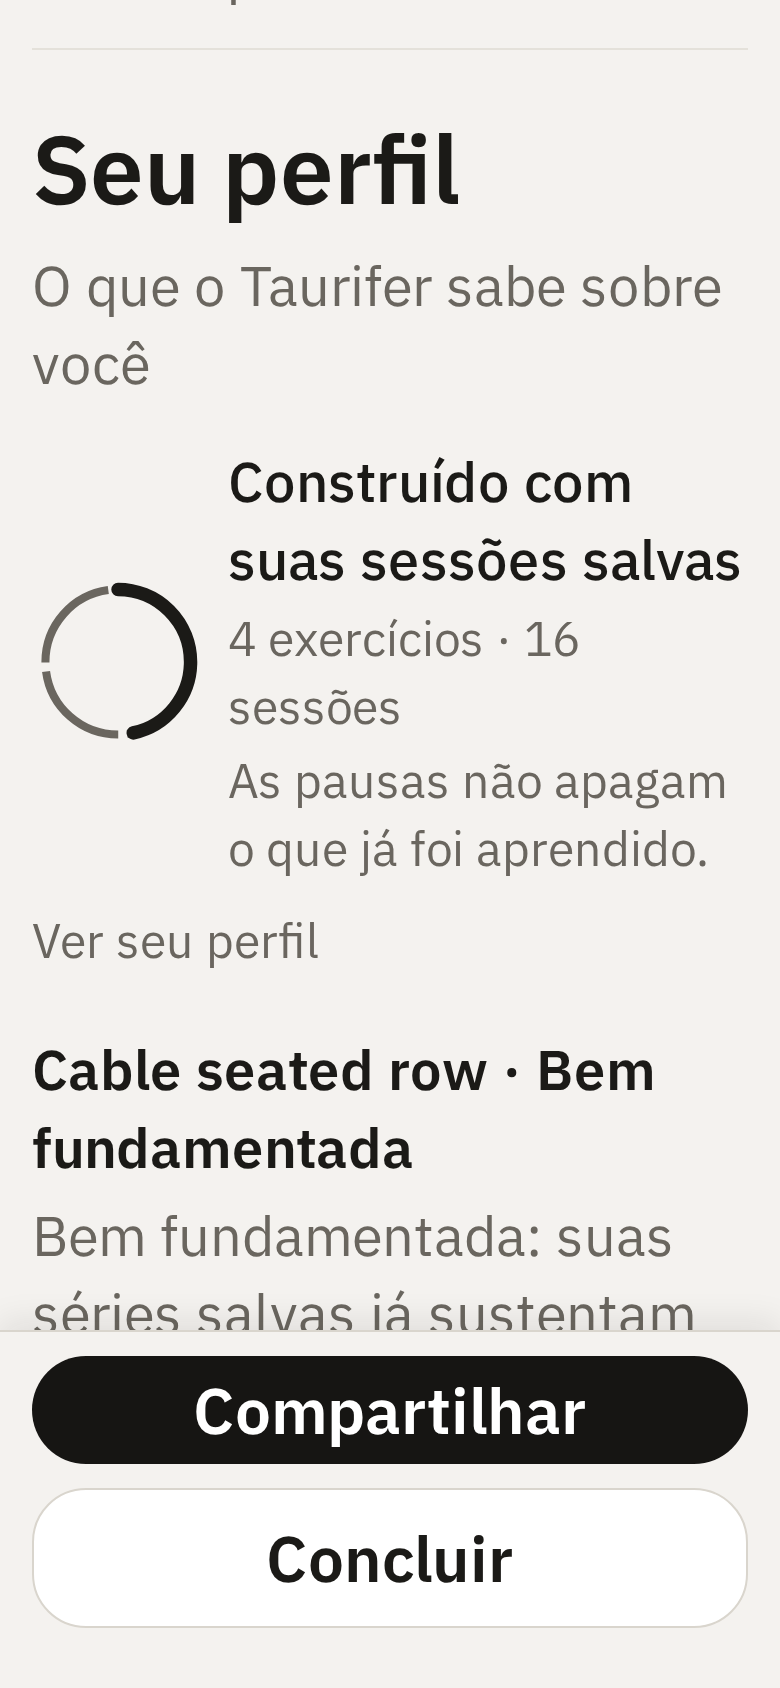 Seu perfil
O que o Taurifer sabe sobre
você
Construído com
suas sessões salvas
4 exercícios · 16
sessões
As pausas não apagam
o que já foi aprendido.
Ver seu perfil
Cable seated row · Bem
fundamentada
Bem fundamentada: suas
séries salvas já sustentam
Compartilhar
Concluir